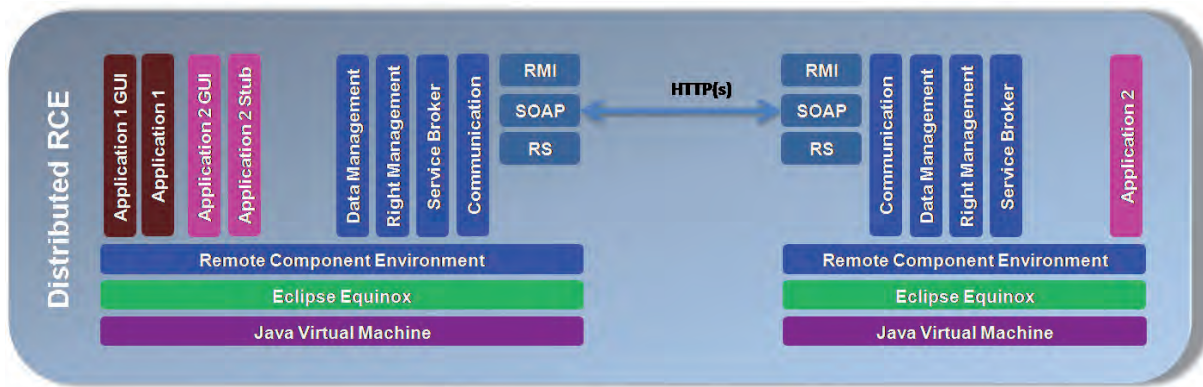 Distributed RCE
Application 1 GUI
Application 1
Application 2 GUI
Application 2 Stub
Data Management
Right Management
Service Broker
Communication
RMI
SOAP
RS
HTTP(s)
RMI
SOAP
RS
Communication
Data Management
Right Management
Service Broker
Application 2
Remote Component Environment
Eclipse Equinox
Java Virtual Machine
Remote Component Environment
Eclipse Equinox
Java Virtual Machine